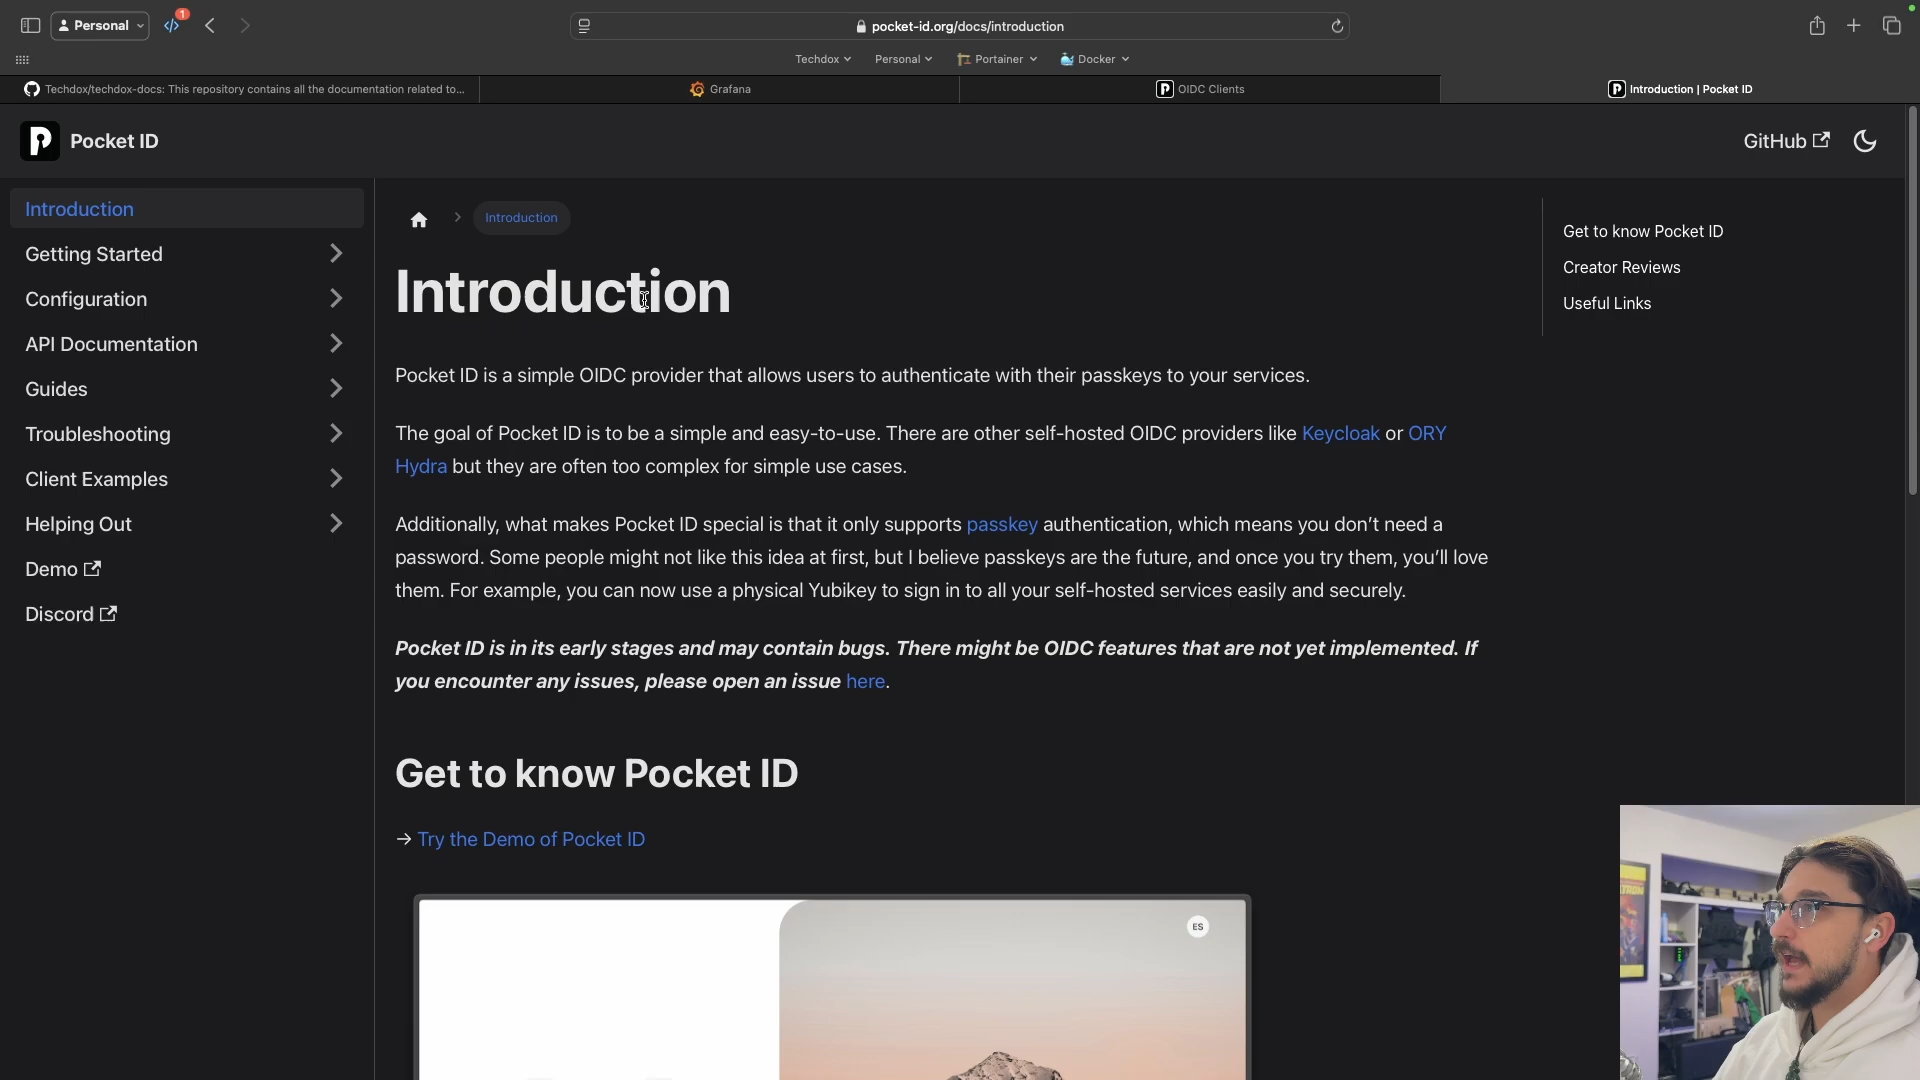 Personal
1
pocket-id.org/docs/introduction
Techdox
Personal
Portainer
Docker
Techdox/techdox-docs: This repository contains all the documentation related to...
Grafana
OIDC Clients
Introduction | Pocket ID
Pocket ID
GitHub
Introduction
Getting Started
Configuration
API Documentation
Guides
Troubleshooting
Client Examples
Helping Out
Demo
Discord
Introduction
Introduction
Pocket ID is a simple OIDC provider that allows users to authenticate with their passkeys to your services.
The goal of Pocket ID is to be a simple and easy-to-use. There are other self-hosted OIDC providers like Keycloak or ORY
Hydra but they are often too complex for simple use cases.
Additionally, what makes Pocket ID special is that it only supports passkey authentication, which means you don’t need a
password. Some people might not like this idea at first, but I believe passkeys are the future, and once you try them, you’ll love
them. For example, you can now use a physical Yubikey to sign in to all your self-hosted services easily and securely.
Pocket ID is in its early stages and may contain bugs. There might be OIDC features that are not yet implemented. If
you encounter any issues, please open an issue here.
Get to know Pocket ID
→ Try the Demo of Pocket ID
ES
Get to know Pocket ID
Creator Reviews
Useful Links